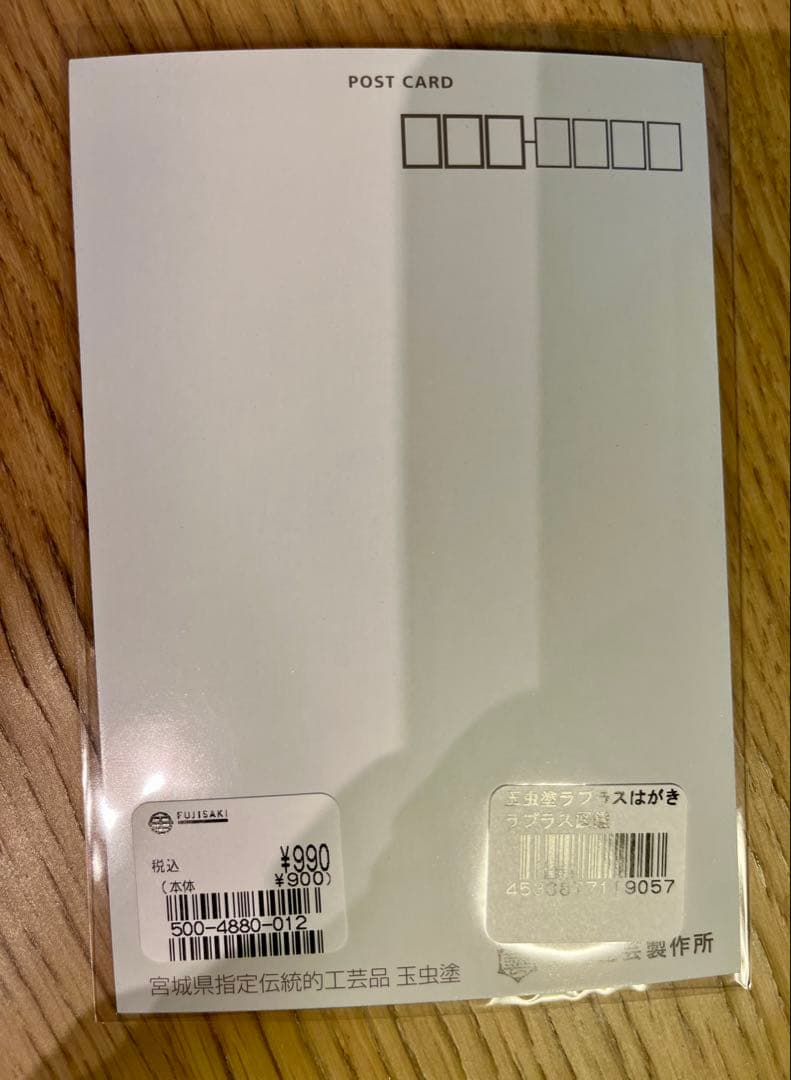 POST CARD
FUJISAKI
税込 ¥990
(本体 ¥900)
500-4880-012
玉虫塗ラプラスはがき
ラプラス
芸製作所
宮城県指定伝統的工芸品 玉虫塗